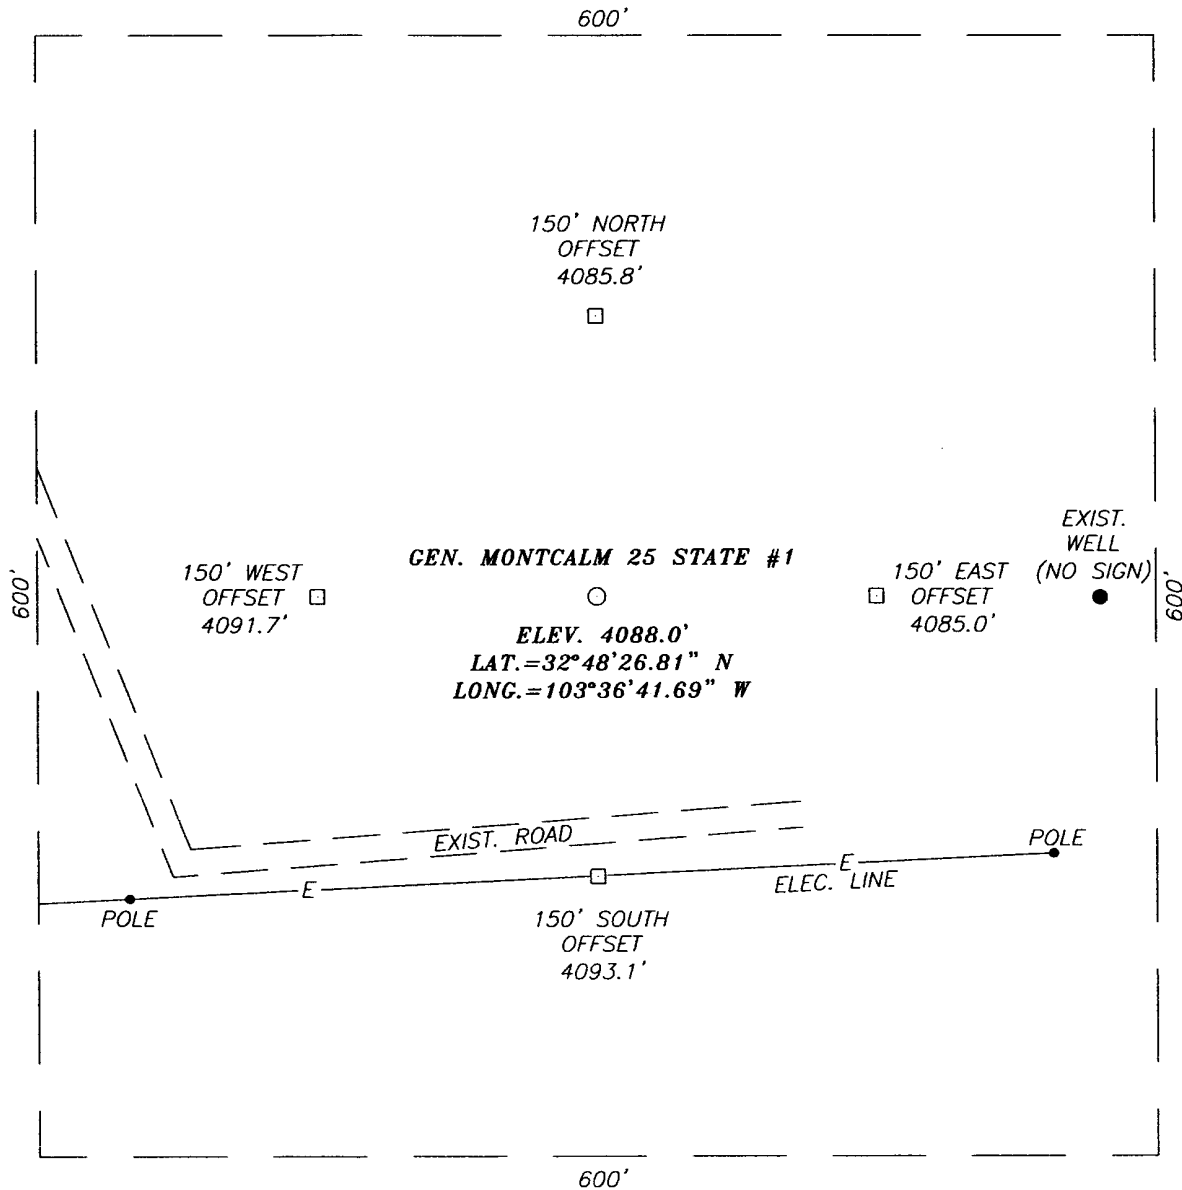 600'
150' NORTH
OFFSET
4085.8'
EXIST.
WELL
(NO SIGN)
GEN. MONTCALM 25 STATE #1
150' WEST
OFFSET
4091.7'
150' EAST
OFFSET
4085.0'
600'
600'
ELEV. 4088.0'
LAT.=32°48'26.81" N
LONG.=103°36'41.69" W
EXIST. ROAD
POLE
E
E
ELEC. LINE
POLE
150' SOUTH
OFFSET
4093.1'
600'